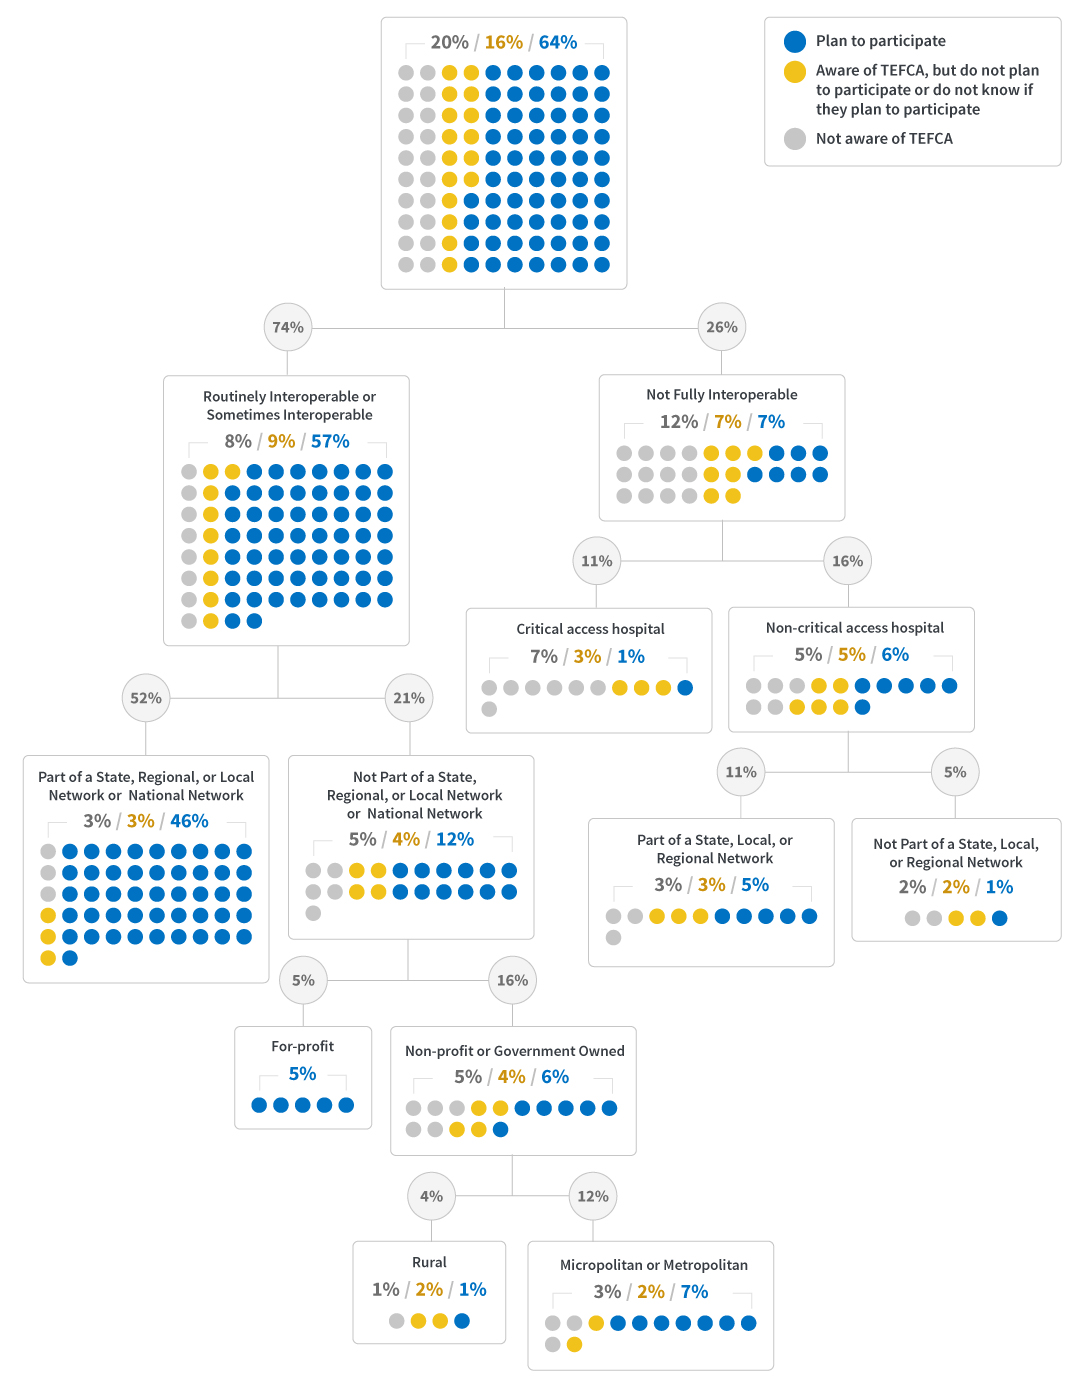 20% / 16% / 64%
Plan to participate
Aware of TEFCA, but do not plan
to participate or do not know if
they plan to participate
Not aware of TEFCA
74%
26%
Routinely Interoperable or
Sometimes Interoperable
8% / 9% / 57%
Not Fully Interoperable
12% / 7% / 7%
11%
16%
Critical access hospital
7% / 3% / 1%
Non-critical access hospital
5% / 5% / 6%
52%
21%
11%
5%
Part of a State, Regional, or Local
Network or National Network
3% / 3% / 46%
Not Part of a State,
Regional, or Local Network
or National Network
5% / 4% / 12%
Part of a State, Local, or
Regional Network
3% / 3% / 5%
Not Part of a State, Local,
or Regional Network
2% / 2% / 1%
5%
16%
For-profit
5%
Non-profit or Government Owned
5% / 4% / 6%
4%
12%
Rural
1% / 2% / 1%
Micropolitan or Metropolitan
3% / 2% / 7%